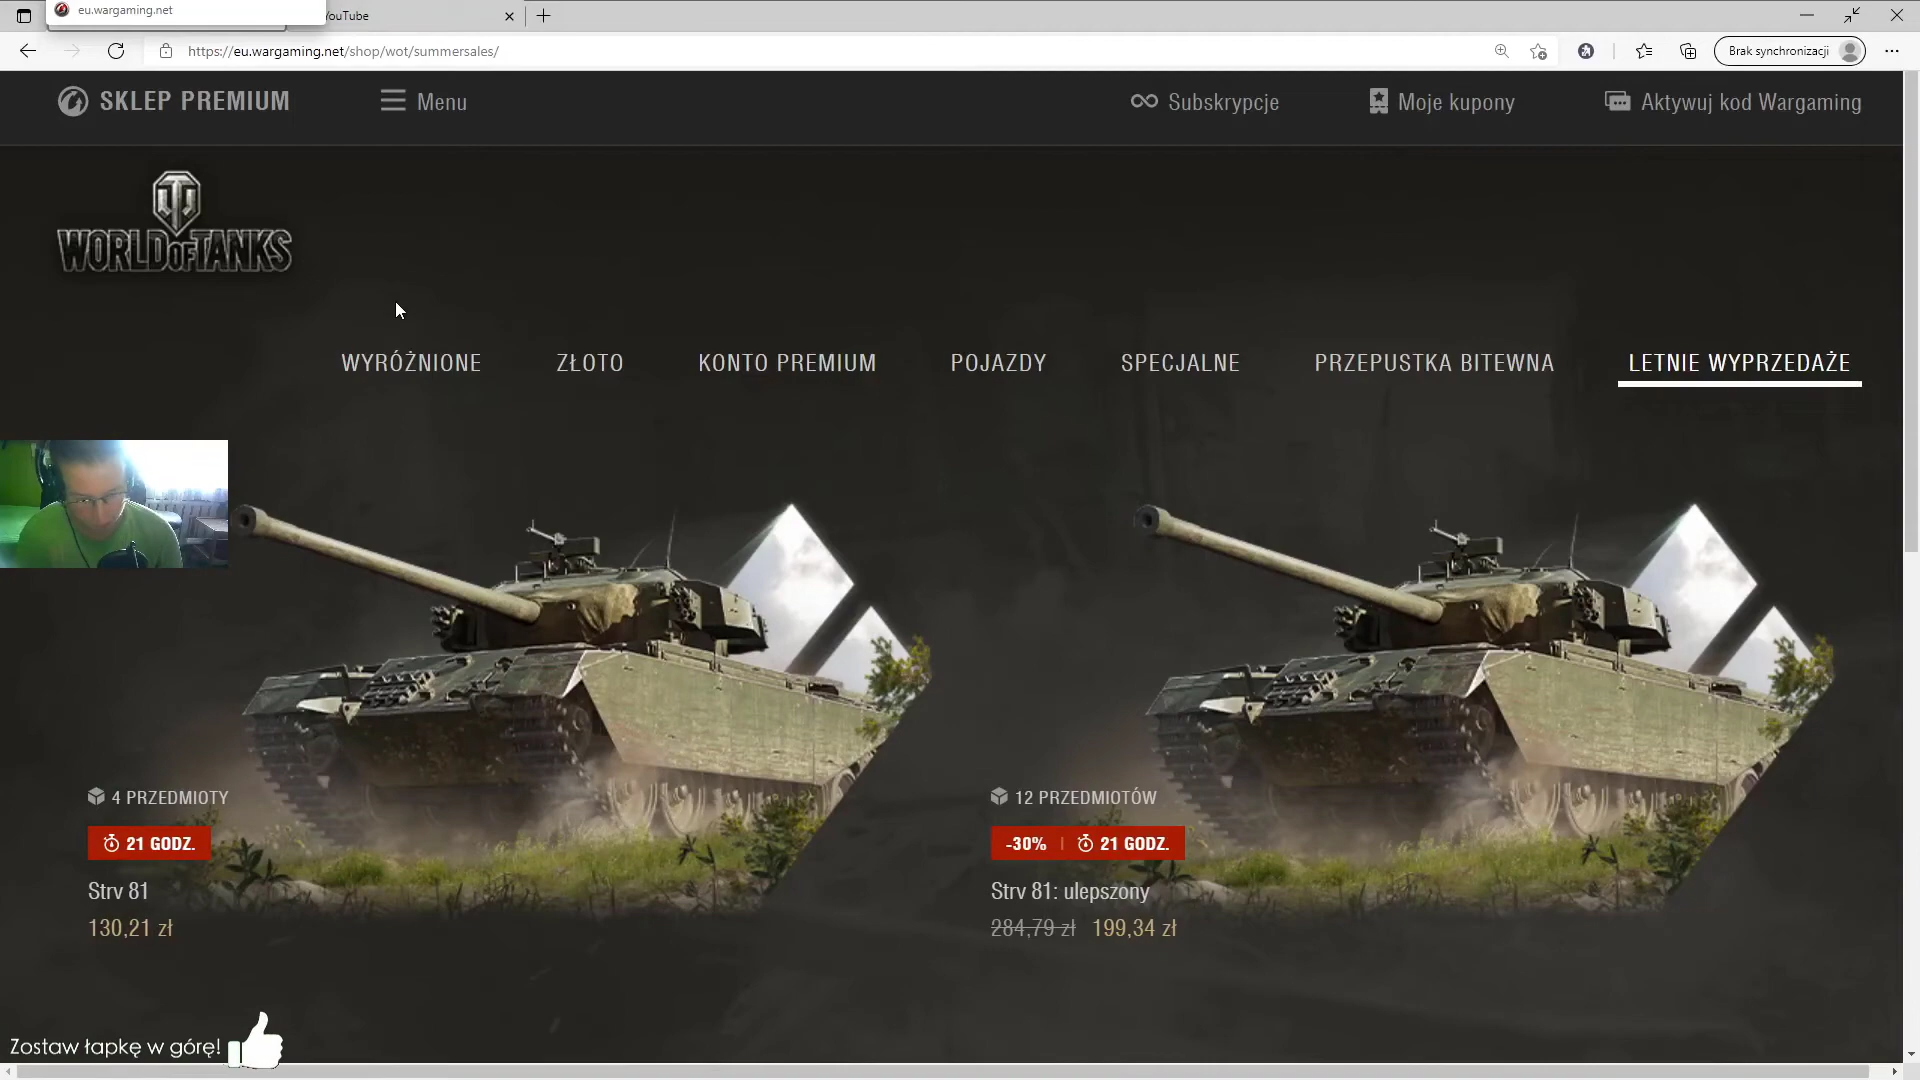 eu.wargaming.net
YouTube
https://eu.wargaming.net/shop/wot/summersales/
Brak synchronizacji
SKLEP PREMIUM
Menu
Subskrypcje
Moje kupony
Aktywuj kod Wargaming
WORLD OF TANKS
WYRÓŻNIONE
ZŁOTO
KONTO PREMIUM
POJAZDY
SPECJALNE
PRZEPUSTKA BITEWNA
LETNIE WYPRZEDAŻE
4 PRZEDMIOTY
21 GODZ.
Strv 81
130,21 zł
12 PRZEDMIOTÓW
-30% | 21 GODZ.
Strv 81: ulepszony
284,79 zł 199,34 zł
Zostaw łapkę w górę!